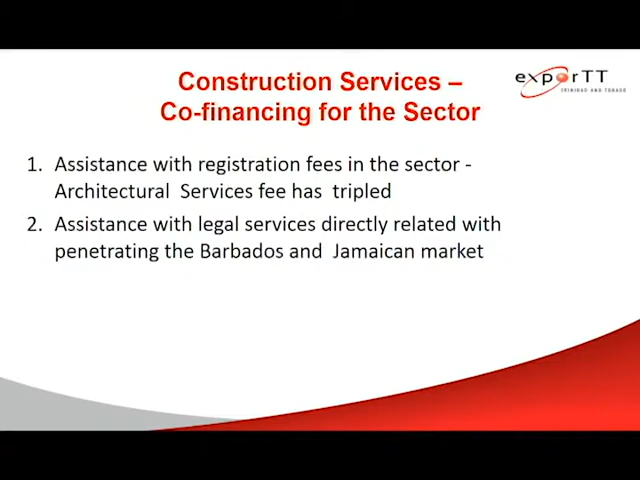 Construction Services –
Co-financing for the Sector
exporTT
TRINIDAD AND TOBAGO
1. Assistance with registration fees in the sector -
Architectural Services fee has tripled
2. Assistance with legal services directly related with
penetrating the Barbados and Jamaican market